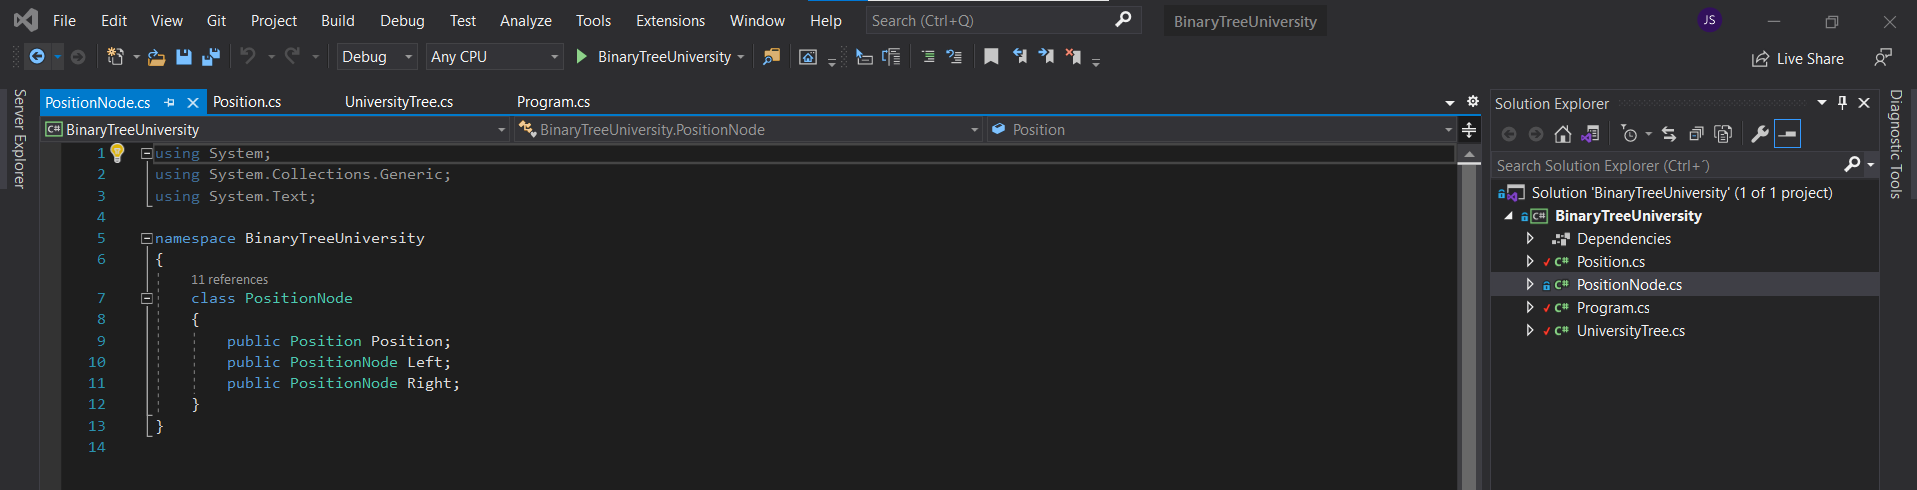 File Edit View Git Project Build Debug Test Analyze Tools Extensions Window Help Search (Ctrl+Q) BinaryTreeUniversity JS
Debug Any CPU BinaryTreeUniversity Live Share
Server Explorer
PositionNode.cs Position.cs UniversityTree.cs Program.cs
C# BinaryTreeUniversity BinaryTreeUniversity.PositionNode Position
1 using System;
2 using System.Collections.Generic;
3 using System.Text;
4
5 namespace BinaryTreeUniversity
6 {
11 references
7 class PositionNode
8 {
9 public Position Position;
10 public PositionNode Left;
11 public PositionNode Right;
12 }
13 }
14
Solution Explorer
Search Solution Explorer (Ctrl+¨)
Solution 'BinaryTreeUniversity' (1 of 1 project)
C# BinaryTreeUniversity
Dependencies
C# Position.cs
C# PositionNode.cs
C# Program.cs
C# UniversityTree.cs
Diagnostic Tools